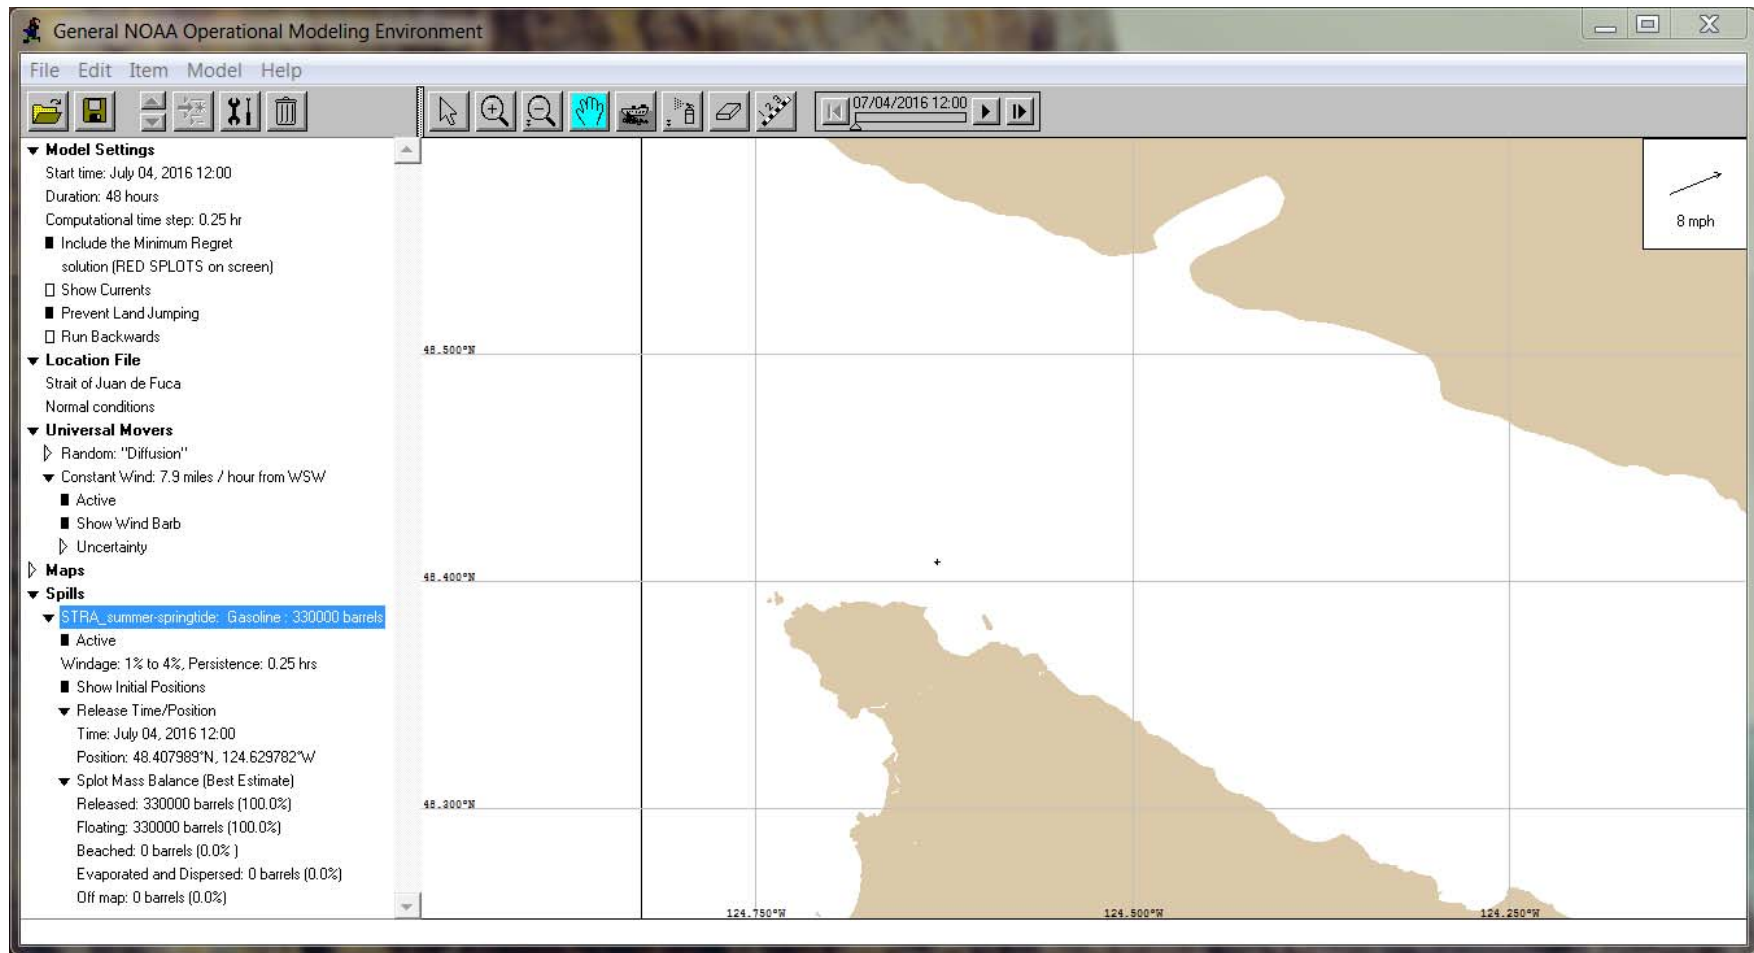 General NOAA Operational Modeling Environment
File Edit Item Model Help
07/04/2016 12:00
Model Settings
Start time: July 04, 2016 12:00
Duration: 48 hours
Computational time step: 0.25 hr
Include the Minimum Regret
solution (RED SPLOTS on screen)
Show Currents
Prevent Land Jumping
Run Backwards
Location File
Strait of Juan de Fuca
Normal conditions
Universal Movers
Random: "Diffusion"
Constant Wind: 7.9 miles / hour from WSW
Active
Show Wind Barb
Uncertainty
Maps
Spills
STRA_summer-springtide: Gasoline : 330000 barrels
Active
Windage: 1% to 4%, Persistence: 0.25 hrs
Show Initial Positions
Release Time/Position
Time: July 04, 2016 12:00
Position: 48.407989°N, 124.629782°W
Splot Mass Balance (Best Estimate)
Released: 330000 barrels (100.0%)
Floating: 330000 barrels (100.0%)
Beached: 0 barrels (0.0% )
Evaporated and Dispersed: 0 barrels (0.0%)
Off map: 0 barrels (0.0%)
8 mph
48.500°N
48.400°N
48.300°N
124.750°W 124.500°W 124.250°W